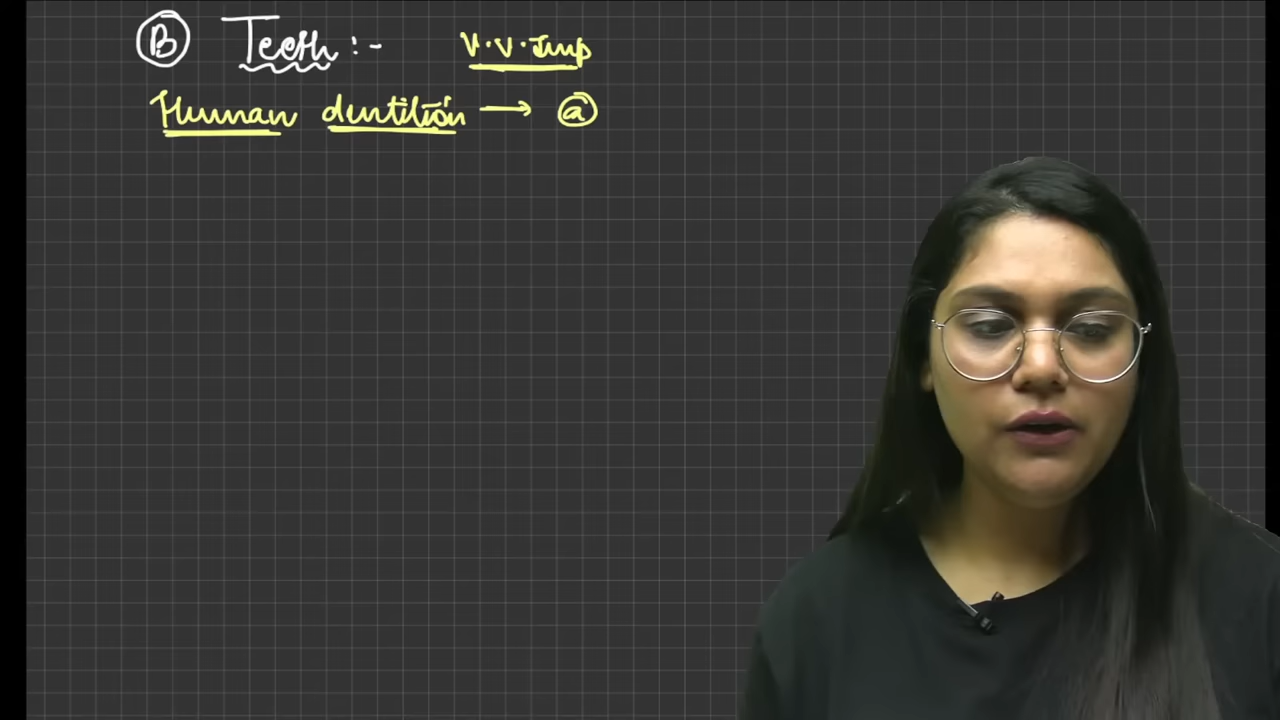 Ⓑ Teeth :- V.V.Imp
Human dentition → ⓐ